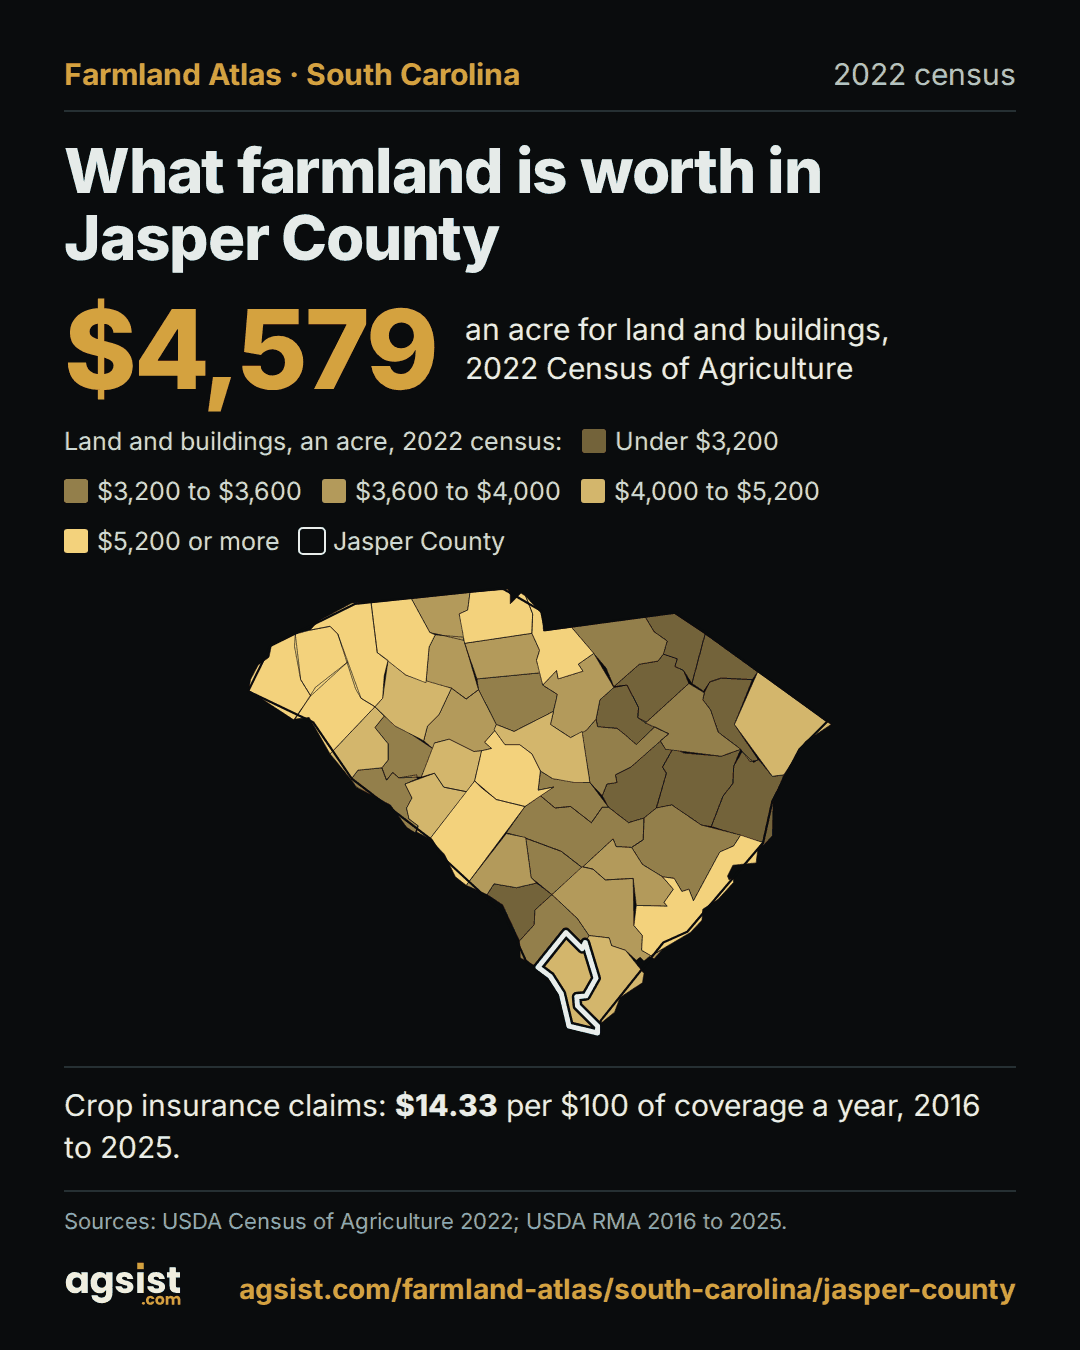 Farmland Atlas · South Carolina
2022 census
What farmland is worth in
Jasper County
$4,579
an acre for land and buildings,
2022 Census of Agriculture
Land and buildings, an acre, 2022 census: Under $3,200
$3,200 to $3,600 $3,600 to $4,000 $4,000 to $5,200
$5,200 or more Jasper County
Crop insurance claims: $14.33 per $100 of coverage a year, 2016
to 2025.
Sources: USDA Census of Agriculture 2022; USDA RMA 2016 to 2025.
agsist
.com
agsist.com/farmland-atlas/south-carolina/jasper-county